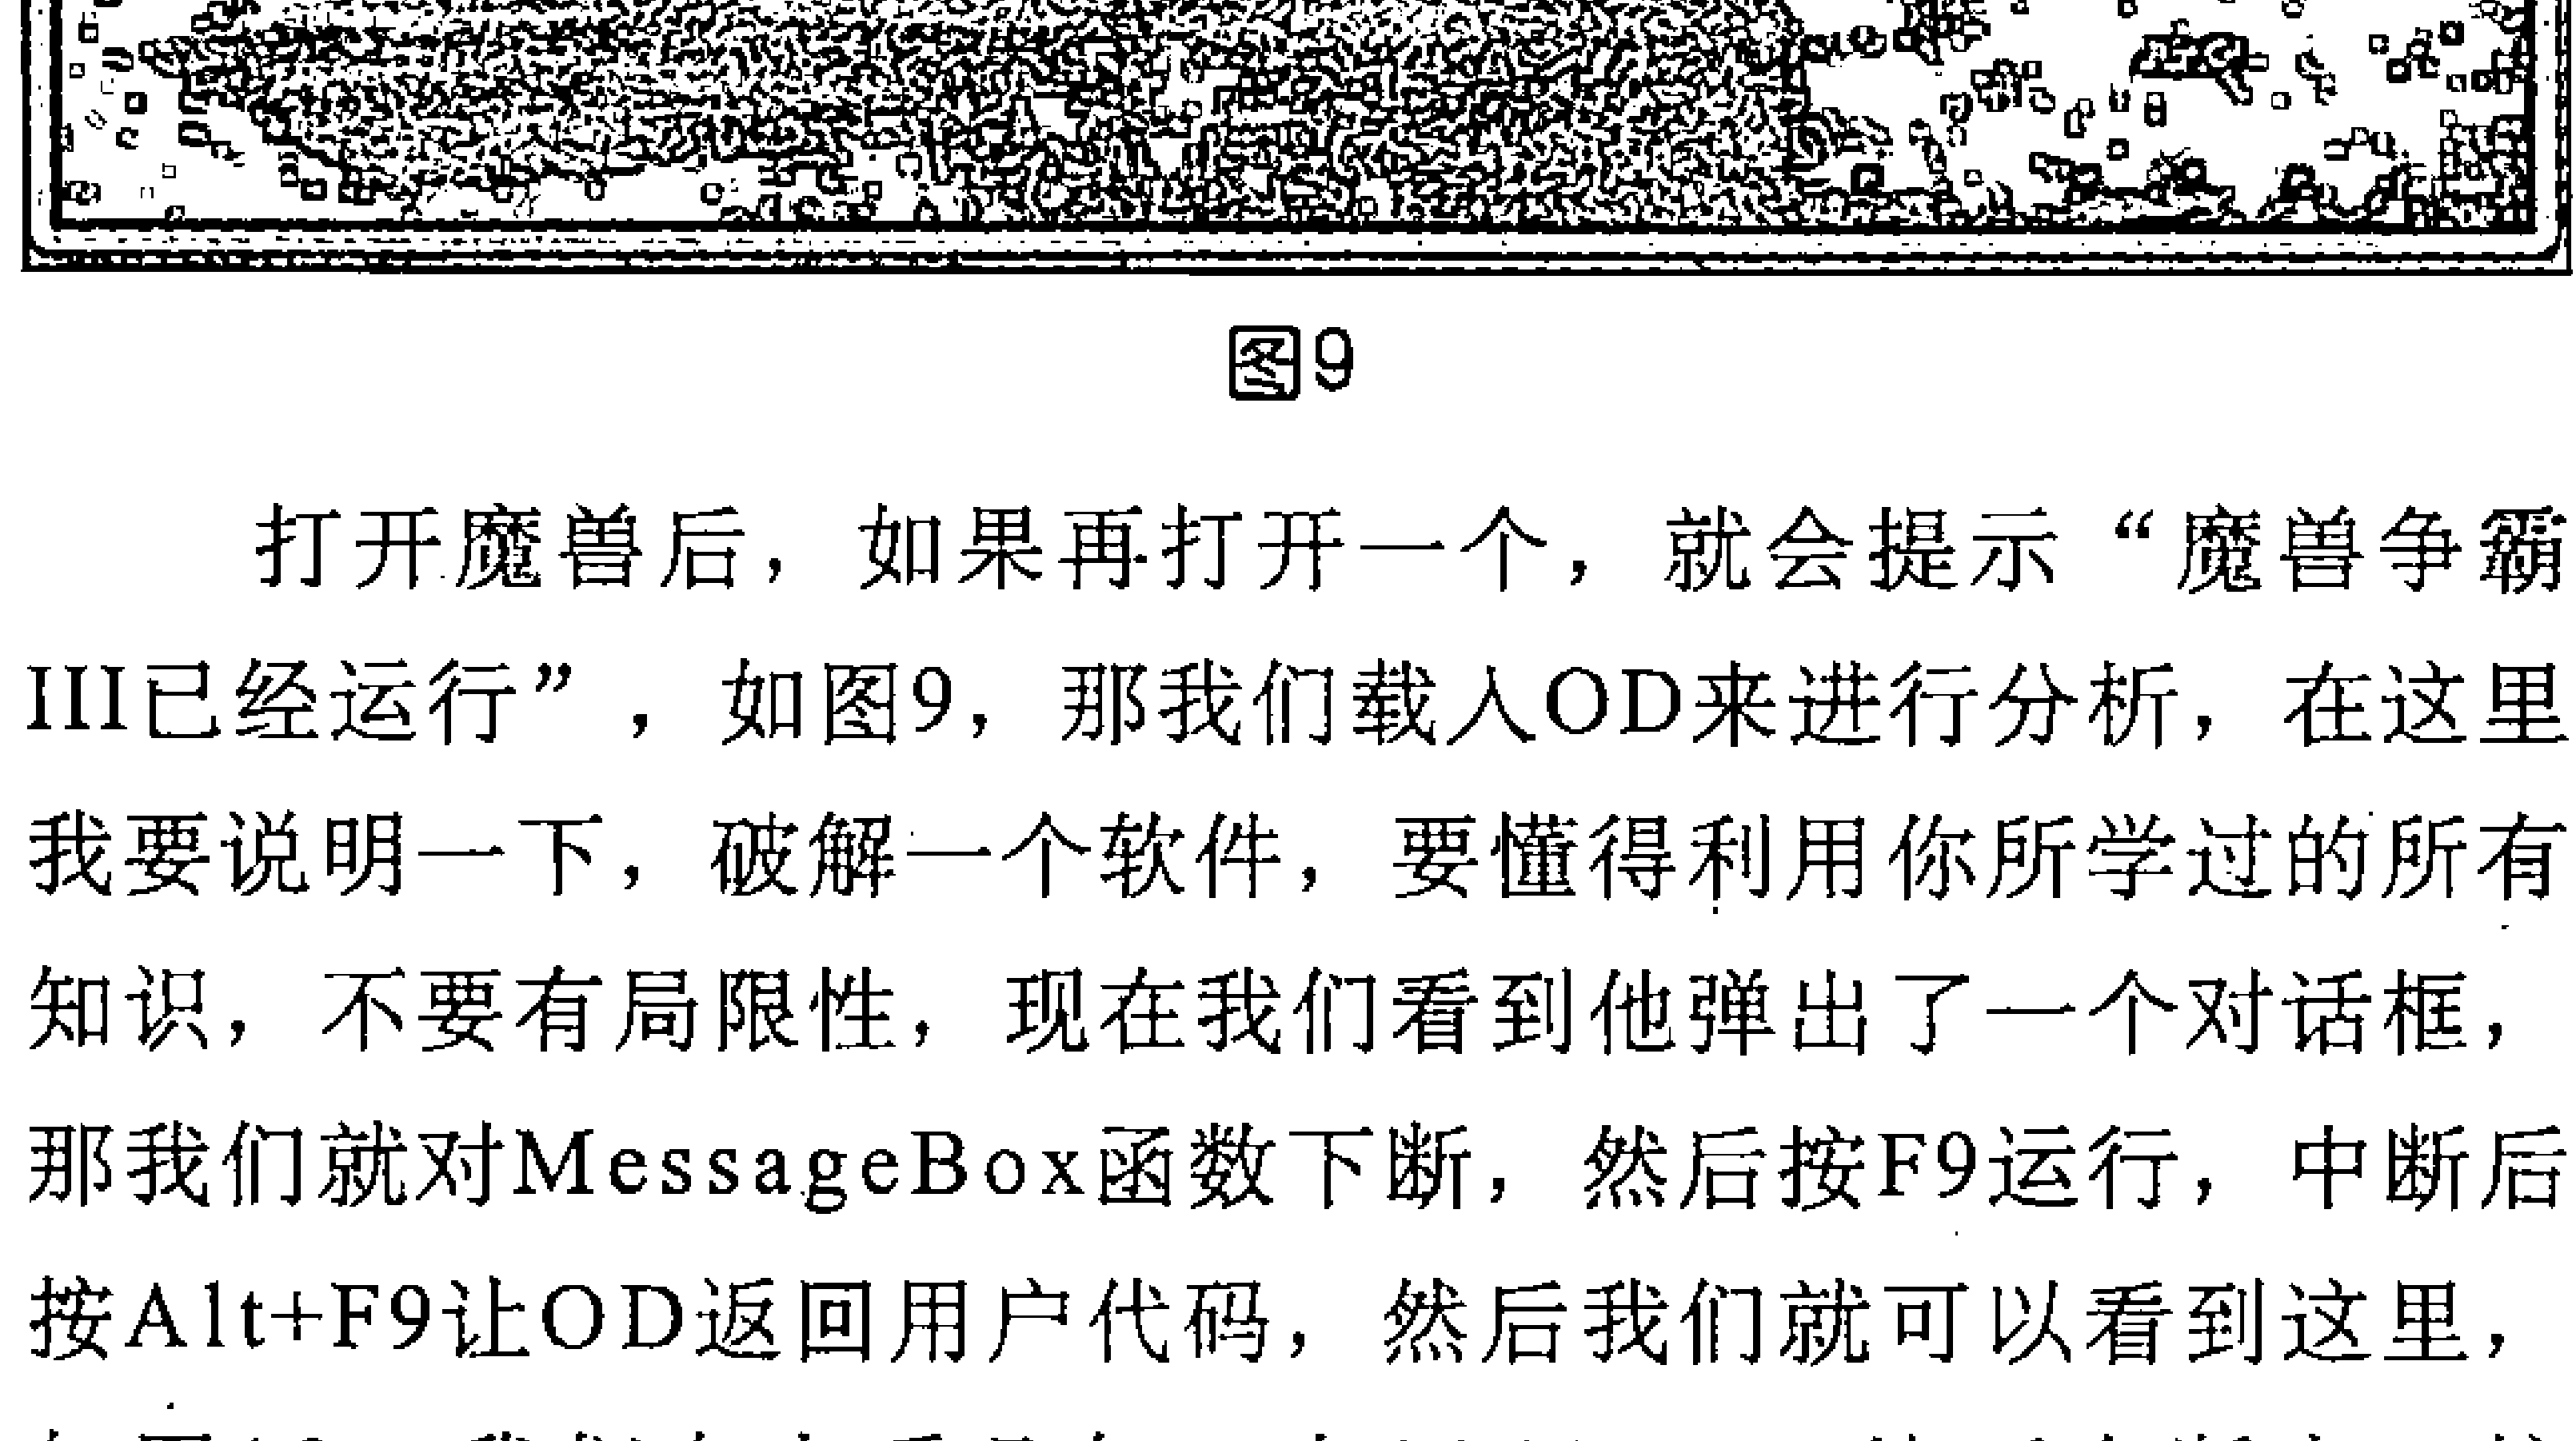 图9
打开魔兽后，如果再打开一个，就会提示“魔兽争霸
III已经运行”，如图9，那我们载入OD来进行分析，在这里
我要说明一下，破解一个软件，要懂得利用你所学过的所有
知识，不要有局限性，现在我们看到他弹出了一个对话框，
那我们就对MessageBox函数下断，然后按F9运行，中断后
按Alt+F9让OD返回用户代码，然后我们就可以看到这里，